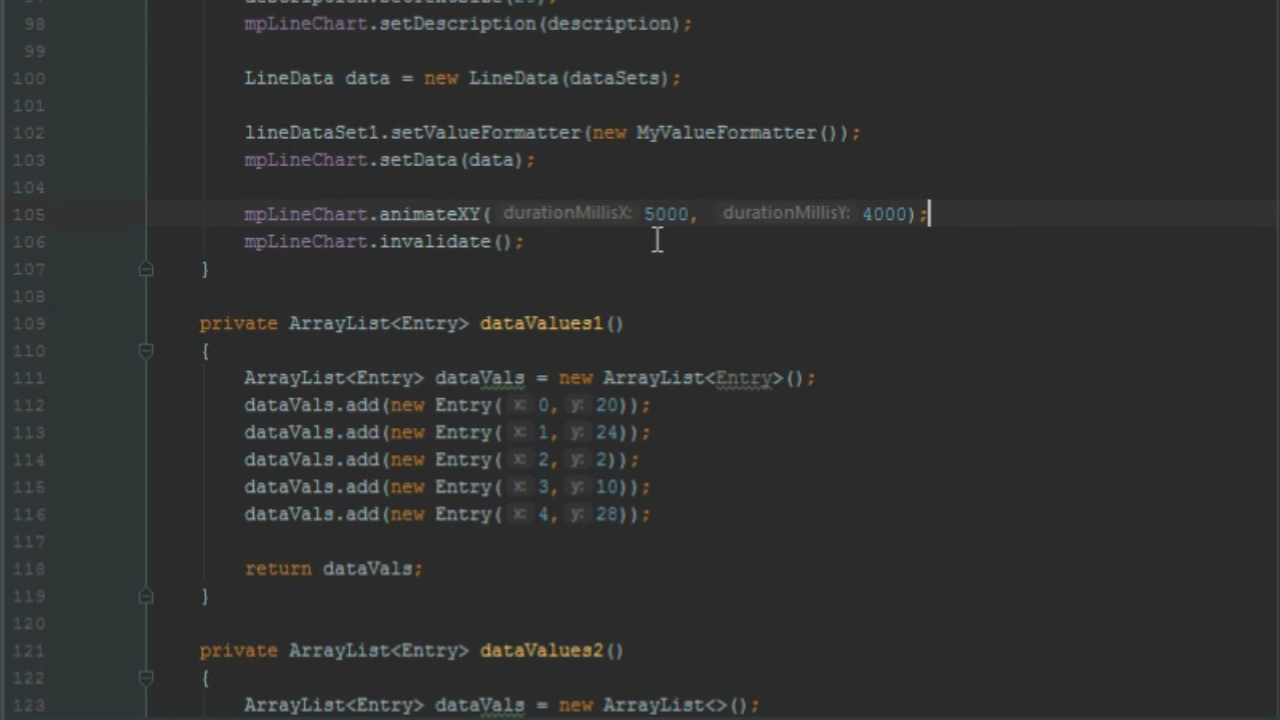 98 mpLineChart.setDescription(description);
99
100 LineData data = new LineData(dataSets);
101
102 lineDataSet1.setValueFormatter(new MyValueFormatter());
103 mpLineChart.setData(data);
104
105 mpLineChart.animateXY( durationMillisX: 5000, durationMillisY: 4000);
106 mpLineChart.invalidate();
107 }
108
109 private ArrayList<Entry> dataValues1()
110 {
111 ArrayList<Entry> dataVals = new ArrayList<Entry>();
112 dataVals.add(new Entry( x: 0, y: 20));
113 dataVals.add(new Entry( x: 1, y: 24));
114 dataVals.add(new Entry( x: 2, y: 2));
115 dataVals.add(new Entry( x: 3, y: 10));
116 dataVals.add(new Entry( x: 4, y: 28));
117
118 return dataVals;
119 }
120
121 private ArrayList<Entry> dataValues2()
122 {
123 ArrayList<Entry> dataVals = new ArrayList<>();